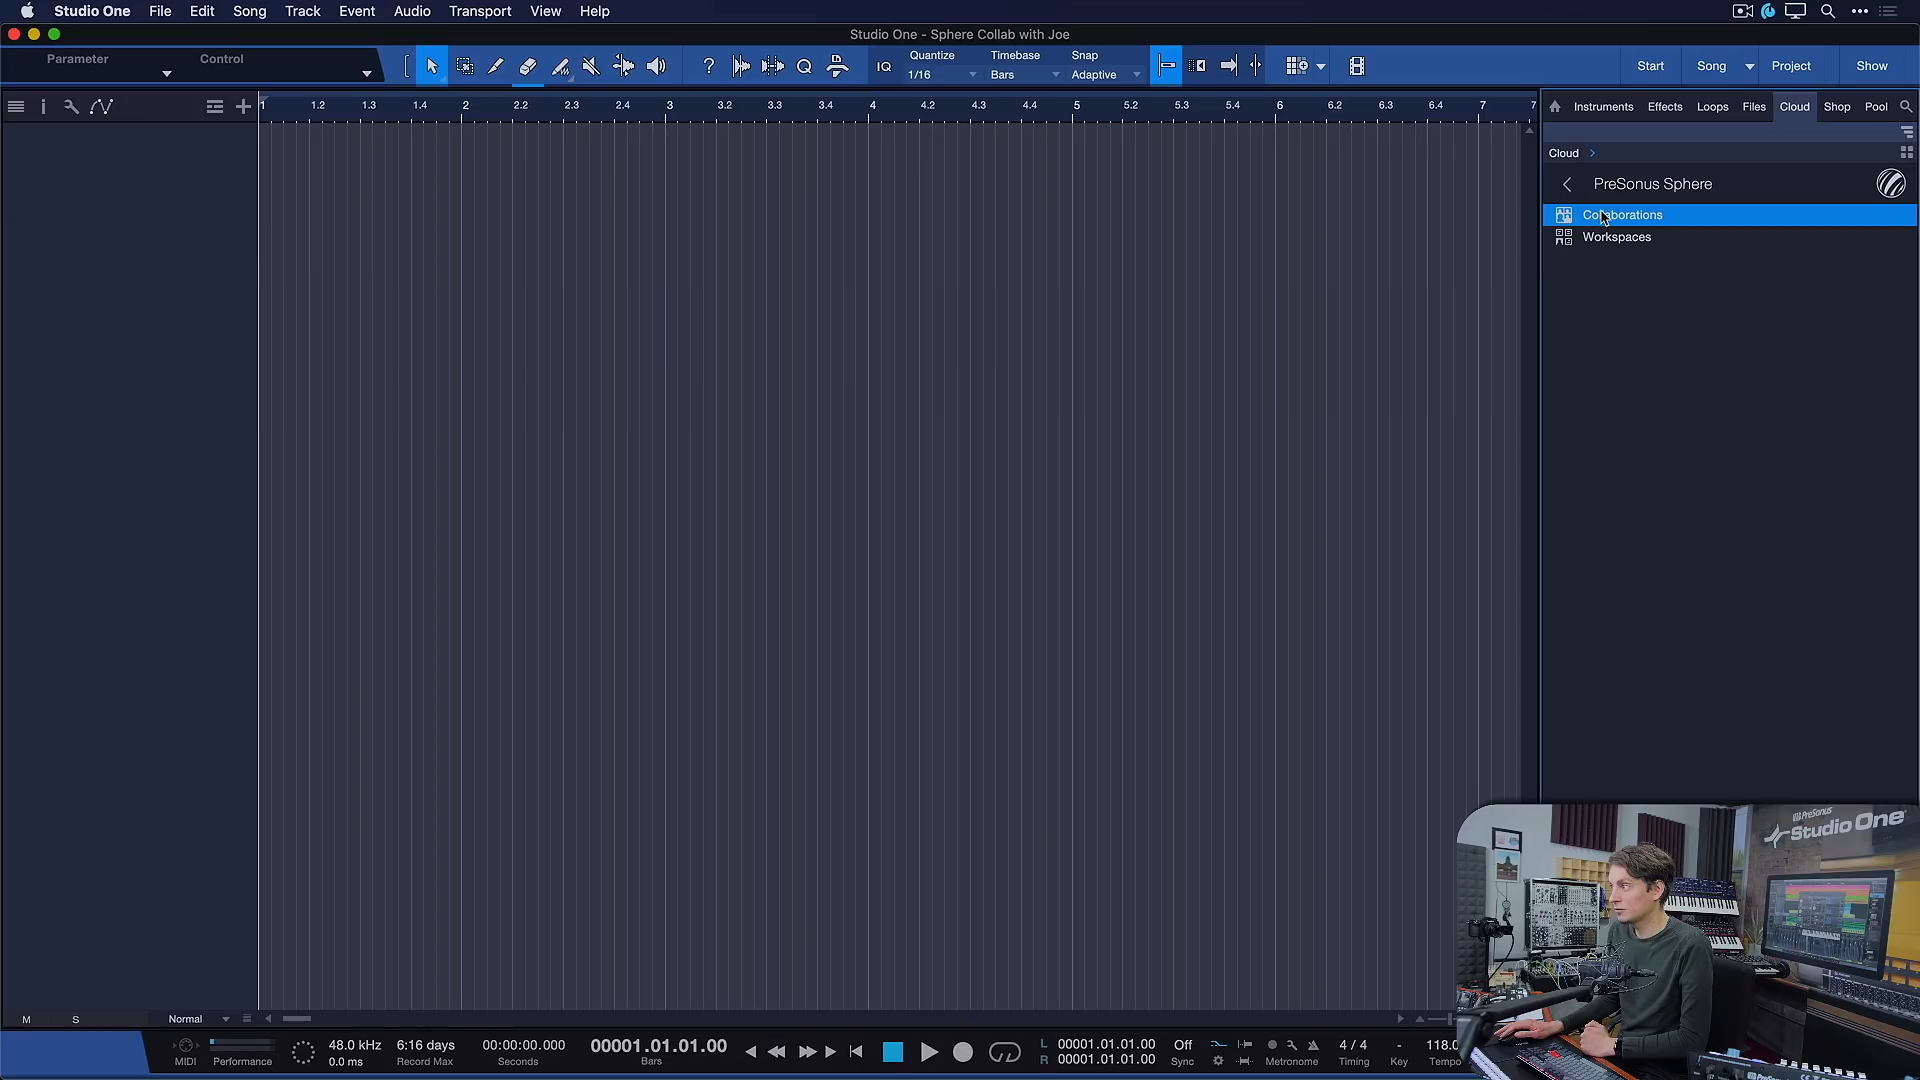 Studio One File Edit Song Track Event Audio Transport View Help
Studio One - Sphere Collab with Joe
Parameter Control
Quantize Timebase Snap
IQ 1/16 Bars Adaptive
Start Song Project Show
1 1.2 1.3 1.4 2 2.2 2.3 2.4 3 3.2 3.3 3.4 4 4.2 4.3 4.4 5 5.2 5.3 5.4 6 6.2 6.3 6.4 7 7
Instruments Effects Loops Files Cloud Shop Pool
Cloud
PreSonus Sphere
Collaborations
Workspaces
PreSonus
Studio One
M S Normal
48.0 kHz 6:16 days 00:00:00.000 00001.01.01.00 L 00001.01.01.00 Off 4 / 4 - 118.0
MIDI Performance 0.0 ms Record Max Seconds Bars R 00001.01.01.00 Sync Metronome Timing Key Tempo